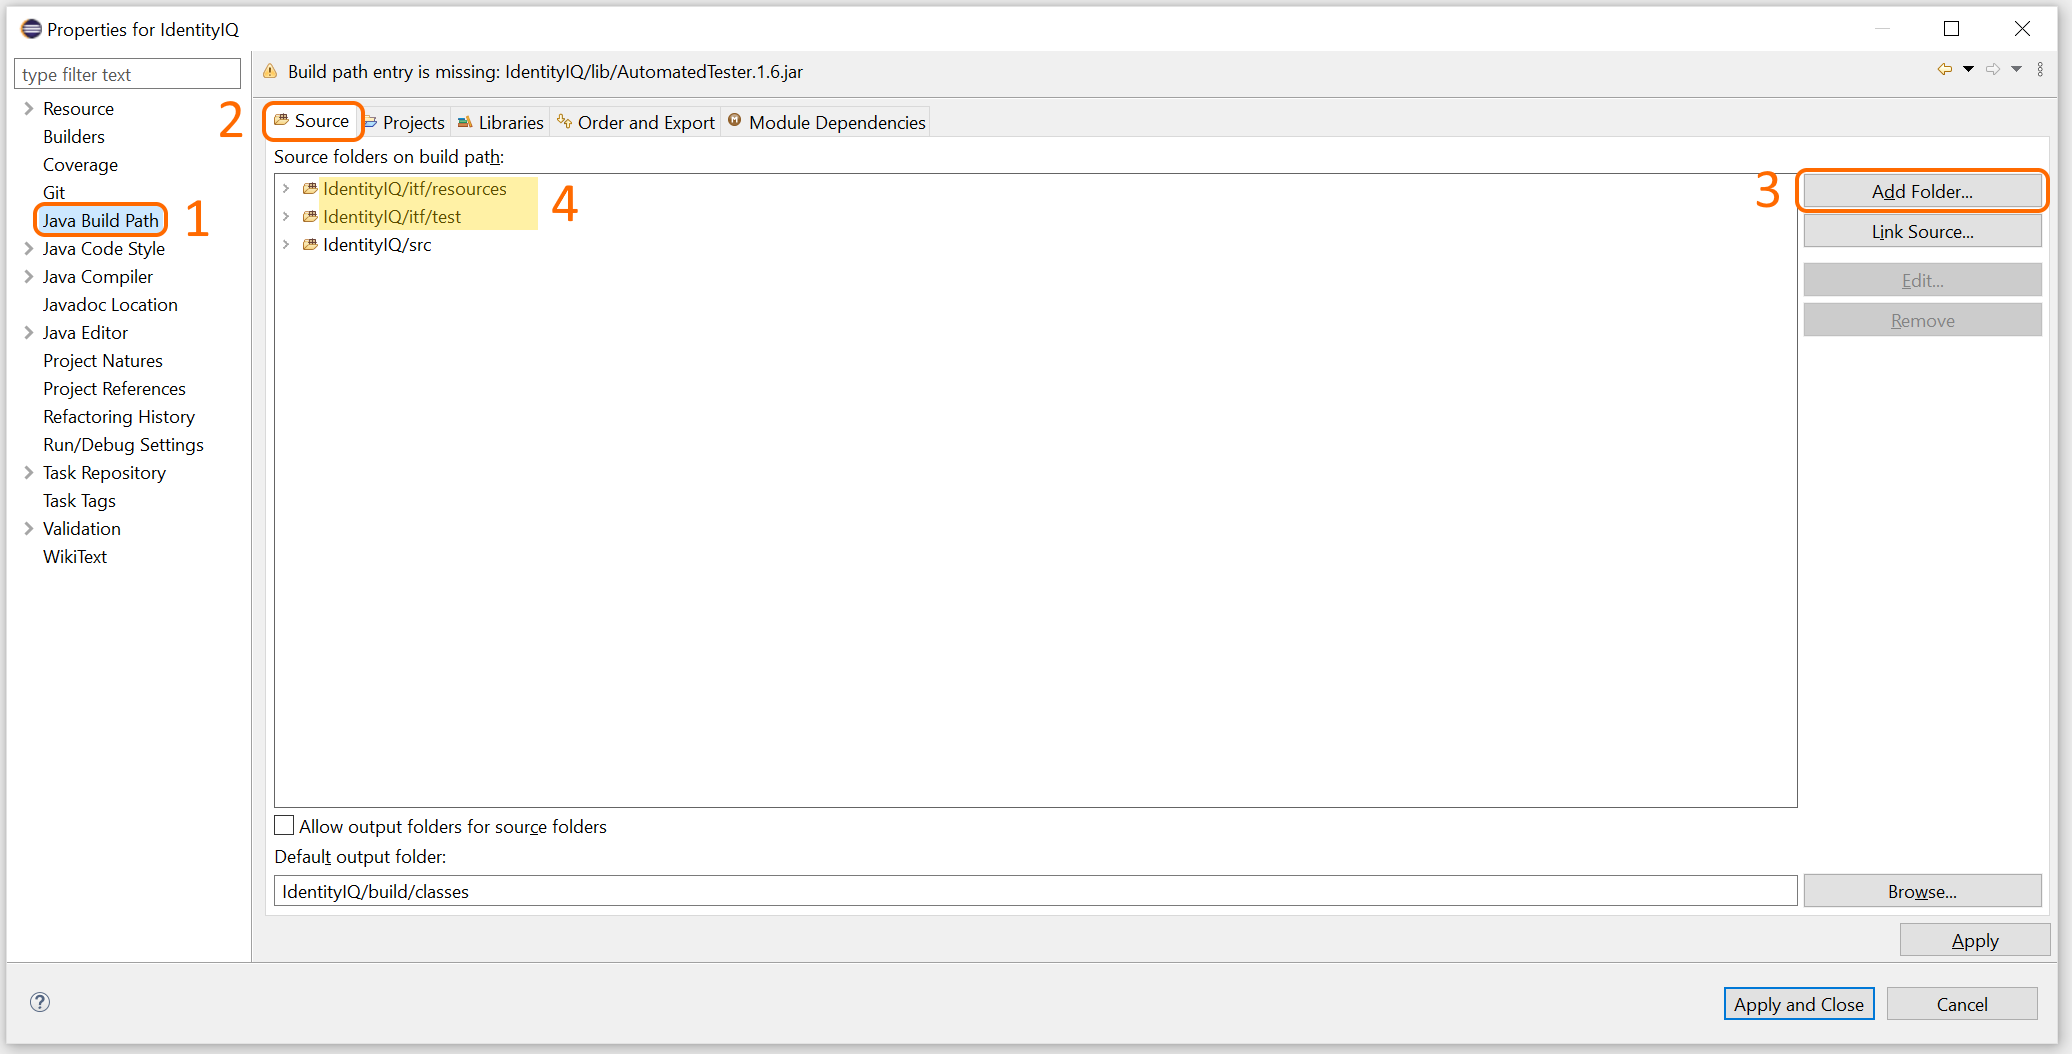 Properties for IdentityIQ
type filter text
Build path entry is missing: IdentityIQ/lib/AutomatedTester.1.6.jar
Resource
Builders
Coverage
Git
Java Build Path
1
Java Code Style
Java Compiler
Javadoc Location
Java Editor
Project Natures
Project References
Refactoring History
Run/Debug Settings
Task Repository
Task Tags
Validation
WikiText
2
Source
Projects
Libraries
Order and Export
Module Dependencies
Source folders on build path:
IdentityIQ/itf/resources
IdentityIQ/itf/test
IdentityIQ/src
4
3
Add Folder...
Link Source...
Edit...
Remove
Allow output folders for source folders
Default output folder:
IdentityIQ/build/classes
Browse...
Apply
?
Apply and Close
Cancel